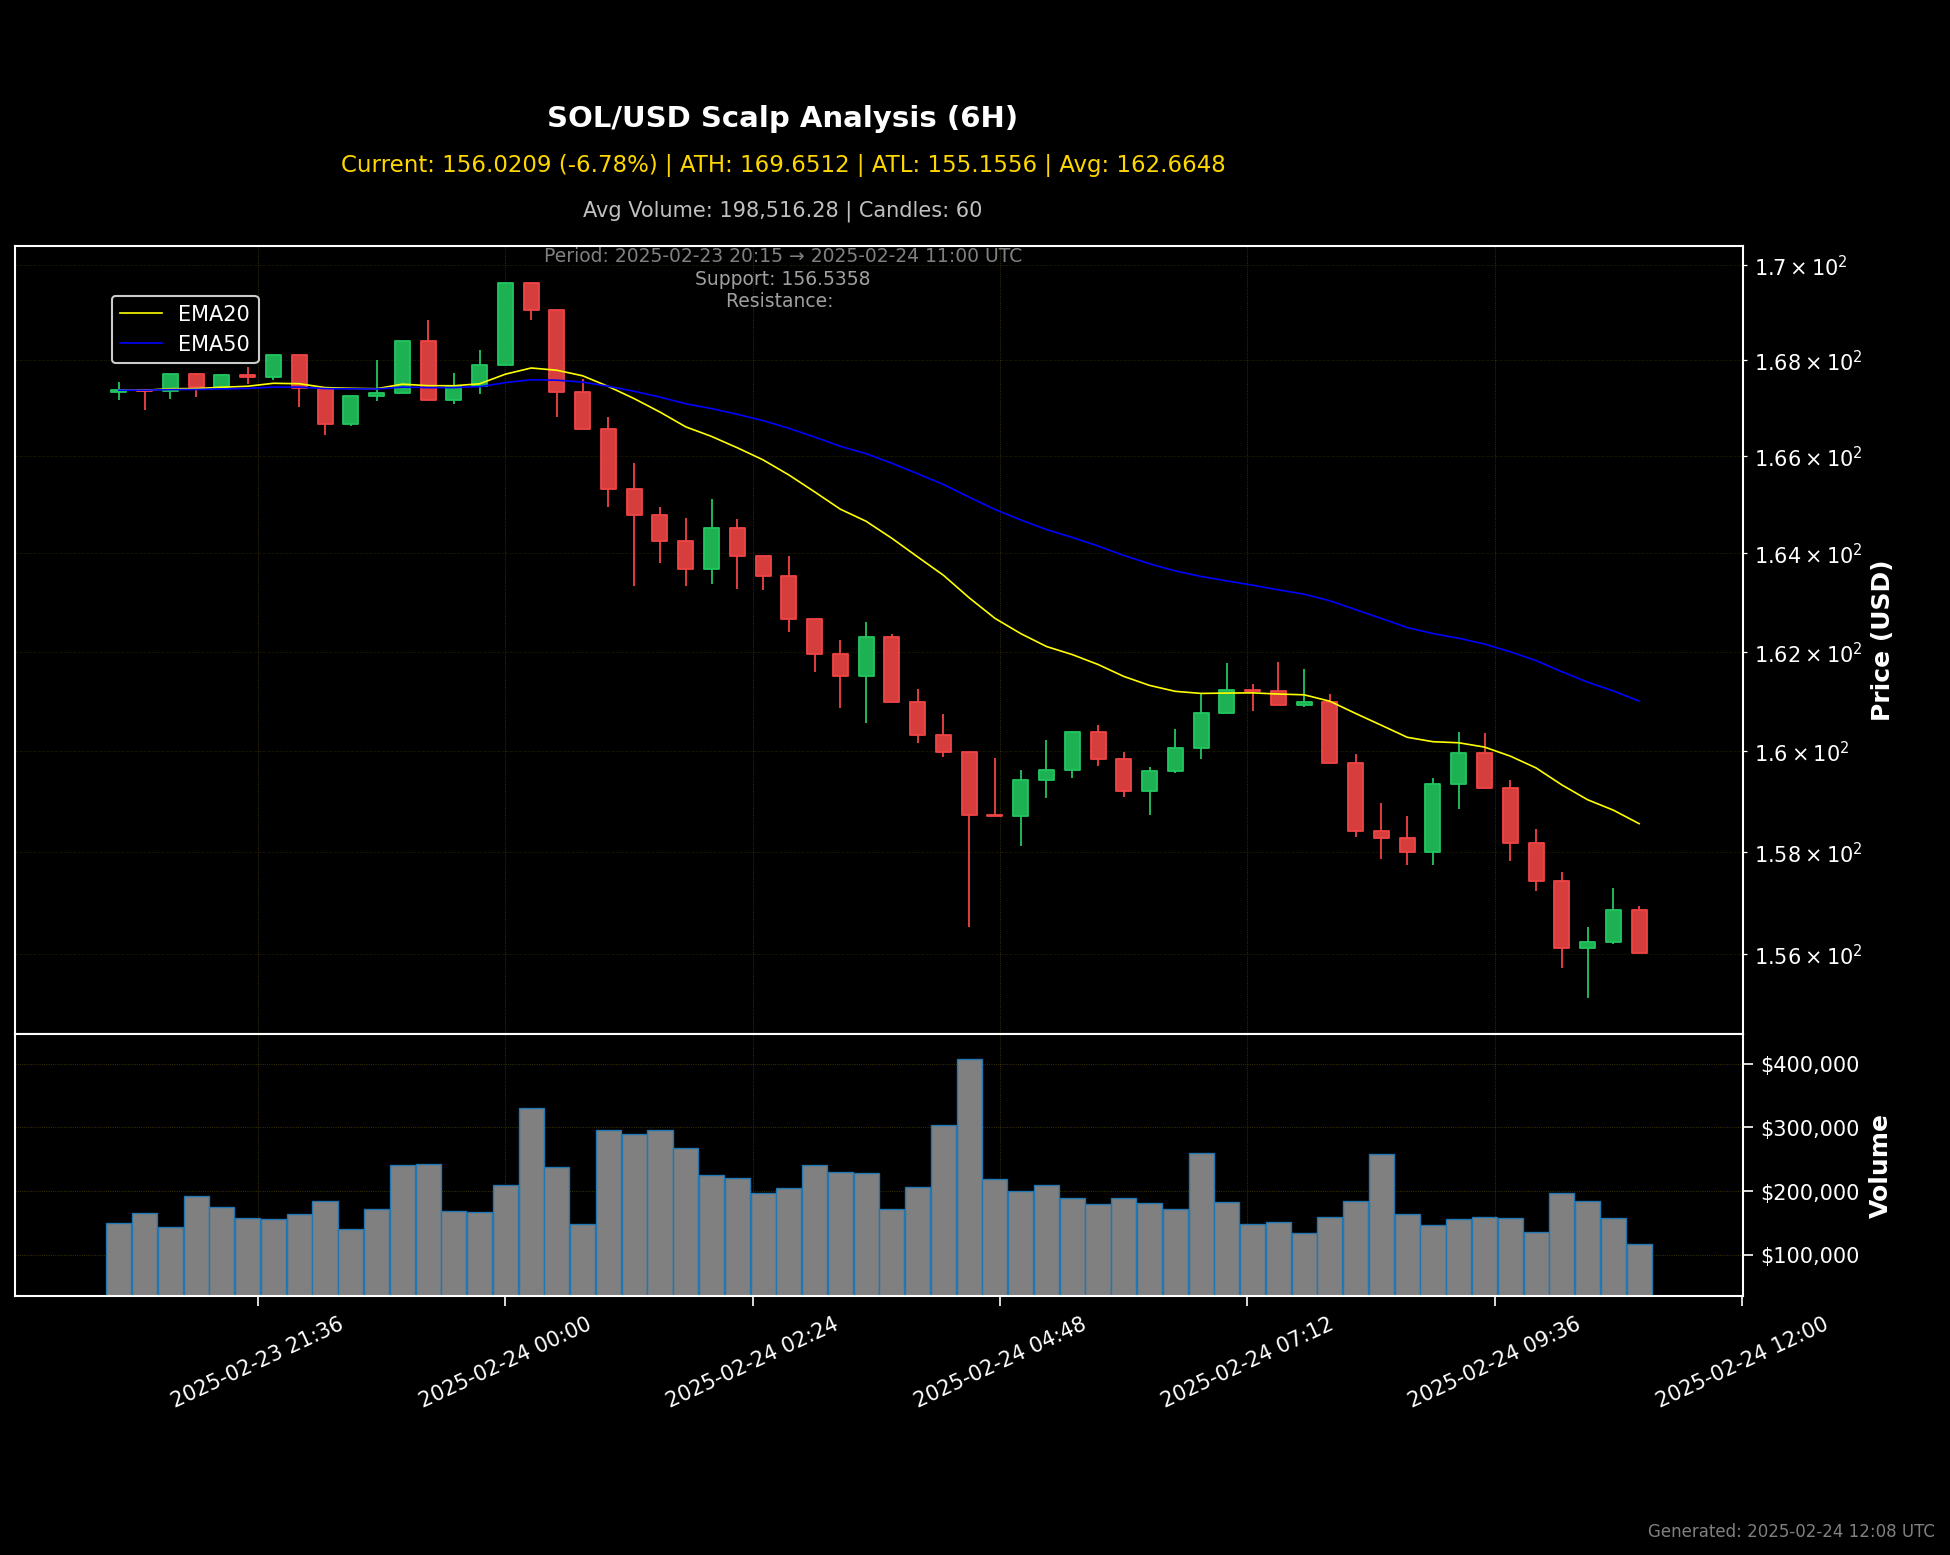 SOL/USD Scalp Analysis (6H)
Current: 156.0209 (-6.78%) | ATH: 169.6512 | ATL: 155.1556 | Avg: 162.6648
Avg Volume: 198,516.28 | Candles: 60
Period: 2025-02-23 20:15 → 2025-02-24 11:00 UTC
Support: 156.5358
Resistance:
EMA20
EMA50
1.7 × 10²
1.68 × 10²
1.66 × 10²
1.64 × 10²
1.62 × 10²
1.6 × 10²
1.58 × 10²
1.56 × 10²
Price (USD)
$400,000
$300,000
$200,000
$100,000
Volume
2025-02-23 21:36
2025-02-24 00:00
2025-02-24 02:24
2025-02-24 04:48
2025-02-24 07:12
2025-02-24 09:36
2025-02-24 12:00
Generated: 2025-02-24 12:08 UTC